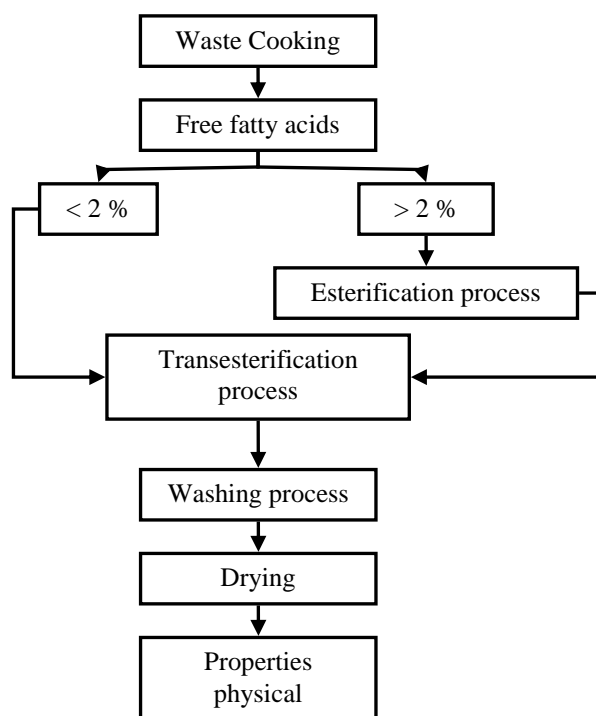 Waste Cooking
Free fatty acids
< 2 %
> 2 %
Esterification process
Transesterification
process
Washing process
Drying
Properties
physical